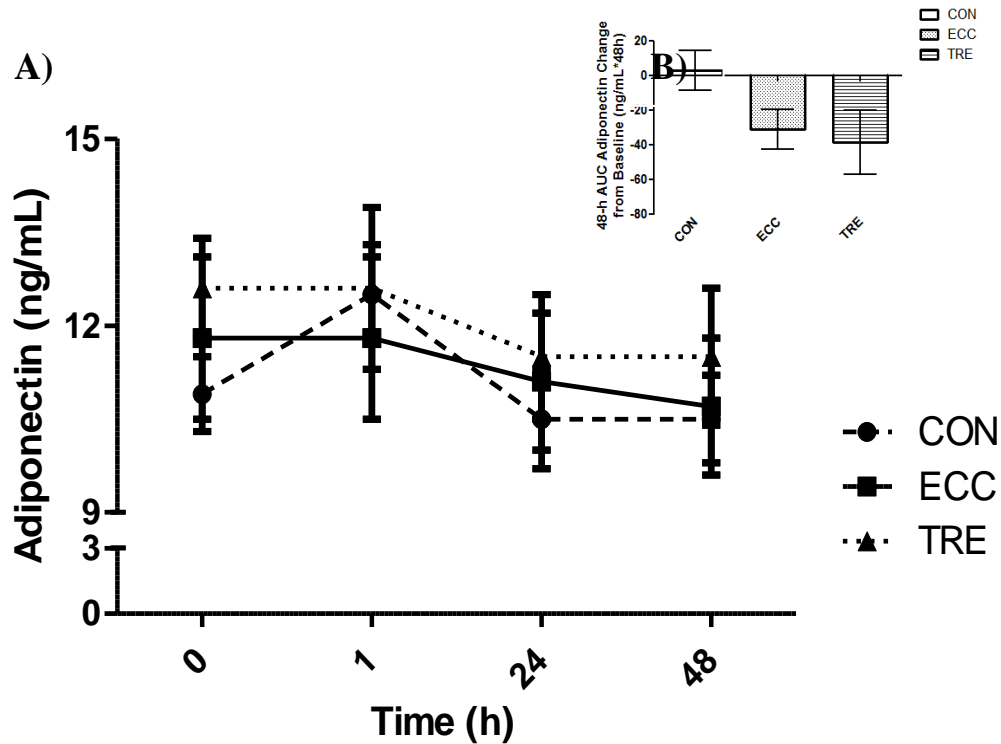 A)
15
12
9
3
0
Adiponectin (ng/mL)
0
1
24
48
Time (h)
CON
ECC
TRE
B)
48-h AUC Adiponectin Change
from Baseline (ng/mL*48h)
20
0
-20
-40
-60
-80
CON
ECC
TRE
CON
ECC
TRE